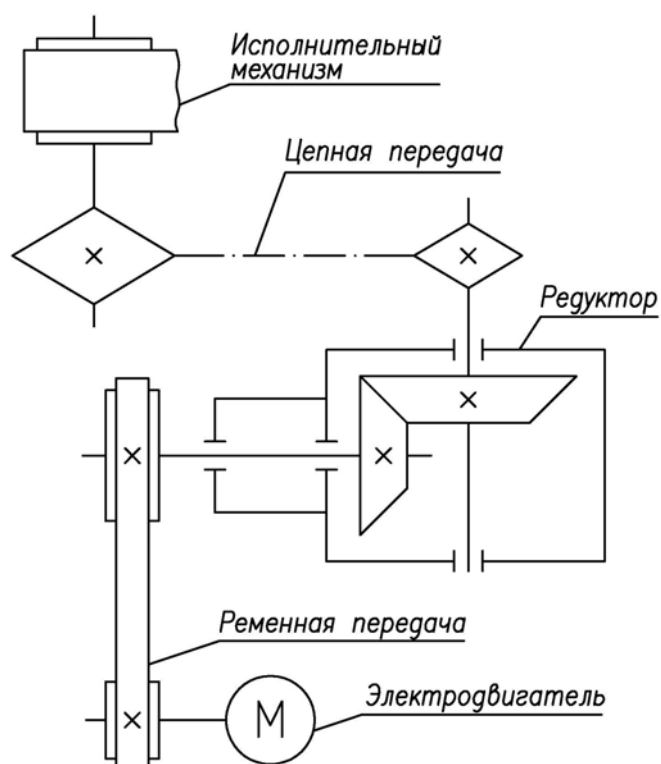 Исполнительный
механизм
Цепная передача
Редуктор
Ременная передача
Электродвигатель
М